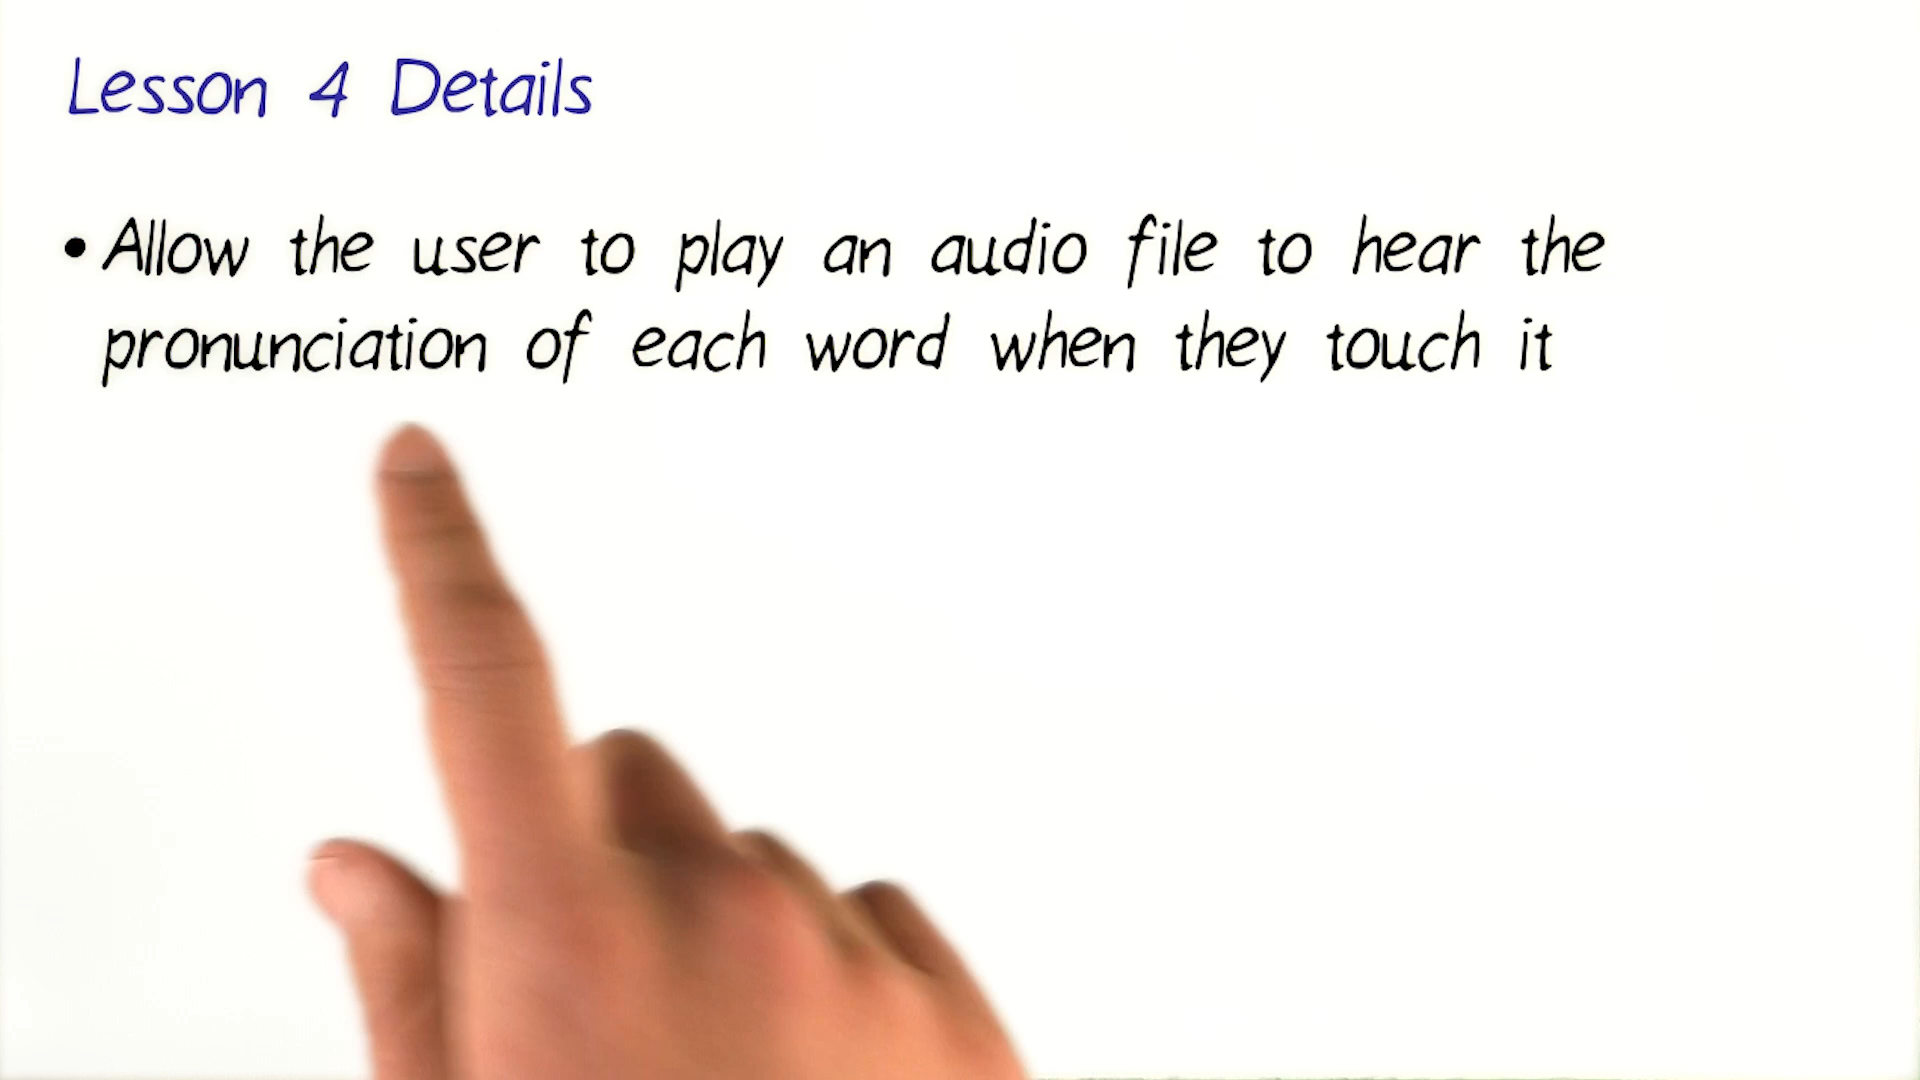 Lesson 4 Details
• Allow the user to play an audio file to hear the
pronunciation of each word when they touch it